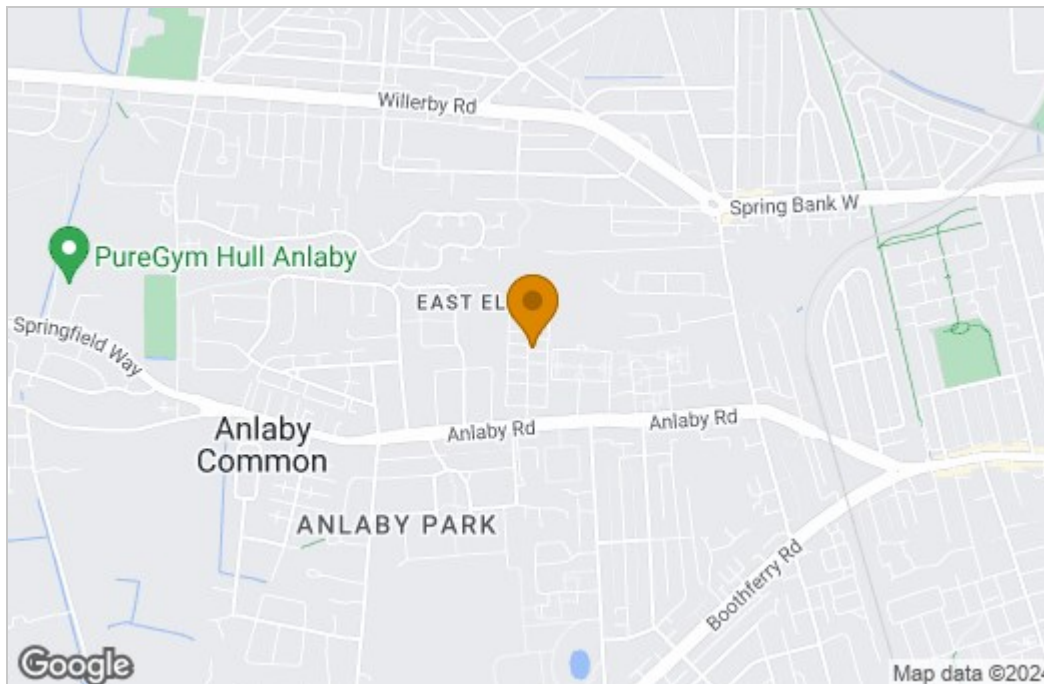 Willerby Rd
Spring Bank W
PureGym Hull Anlaby
EAST EL
Springfield Way
Anlaby Rd
Anlaby Rd
Anlaby
Common
ANLABY PARK
Boothferry Rd
Google
Map data ©2024